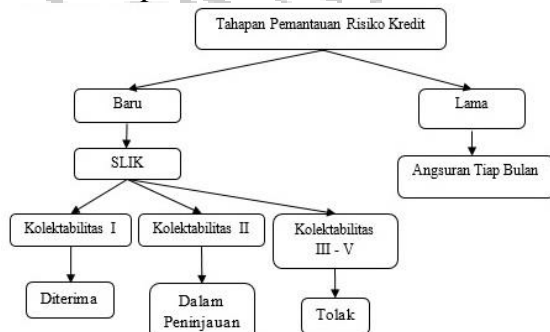 Tahapan Pemantauan Risiko Kredit
Baru
Lama
SLIK
Angsuran Tiap Bulan
Kolektabilitas I
Kolektabilitas II
Kolektabilitas
III - V
Diterima
Dalam
Peninjauan
Tolak